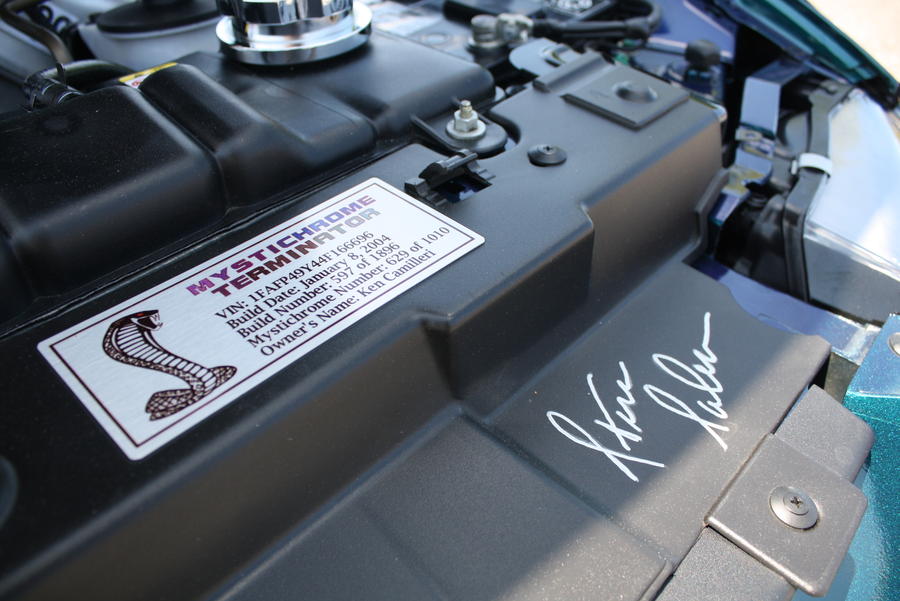 MYSTICHROME
TERMINATOR
VIN: 1FAFP49Y44F166696
Build Date: January 8, 2004
Build Number: 597 of 1896
Mystichrome Number: 629 of 1010
Owner's Name: Ken Camilleri